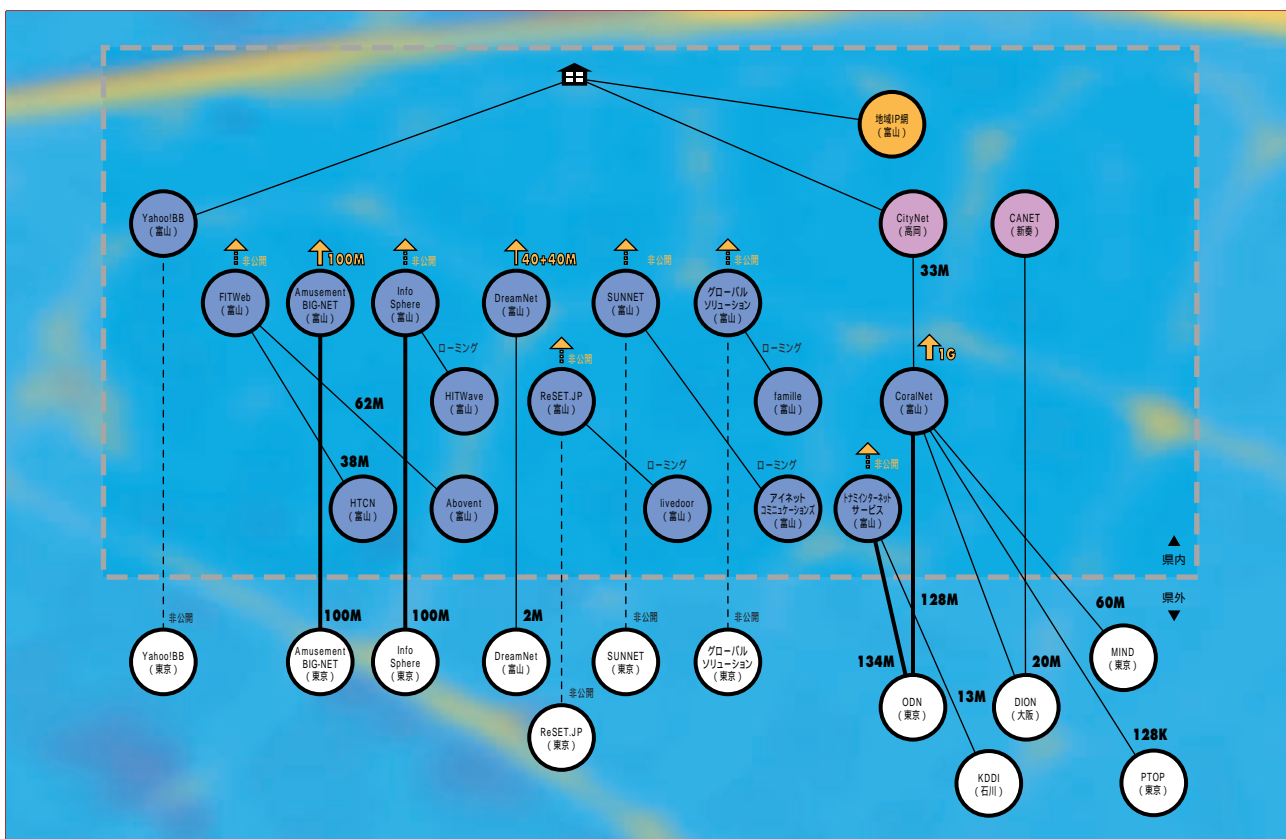 地域IP網
(富山)
Yahoo!BB
(富山)
CityNet
(高岡)
CANET
(新湊)
非公開
100M
非公開
40+40M
非公開
非公開
33M
FITWeb
(富山)
Amusement
BIG-NET
(富山)
Info
Sphere
(富山)
DreamNet
(富山)
SUNNET
(富山)
グローバル
ソリューション
(富山)
ローミング
非公開
ローミング
1G
HITWave
(富山)
ReSET.JP
(富山)
famille
(富山)
CoralNet
(富山)
62M
38M
ローミング
ローミング
非公開
HTCN
(富山)
Abovent
(富山)
livedoor
(富山)
アイネット
コミニュケーションズ
(富山)
トナミインターネット
サービス
(富山)
県内
県外
非公開
100M
100M
2M
非公開
非公開
128M
60M
Yahoo!BB
(東京)
Amusement
BIG-NET
(東京)
Info
Sphere
(東京)
DreamNet
(富山)
SUNNET
(東京)
グローバル
ソリューション
(東京)
134M
20M
MIND
(東京)
非公開
13M
ReSET.JP
(東京)
ODN
(東京)
DION
(大阪)
128K
KDDI
(石川)
PTOP
(東京)